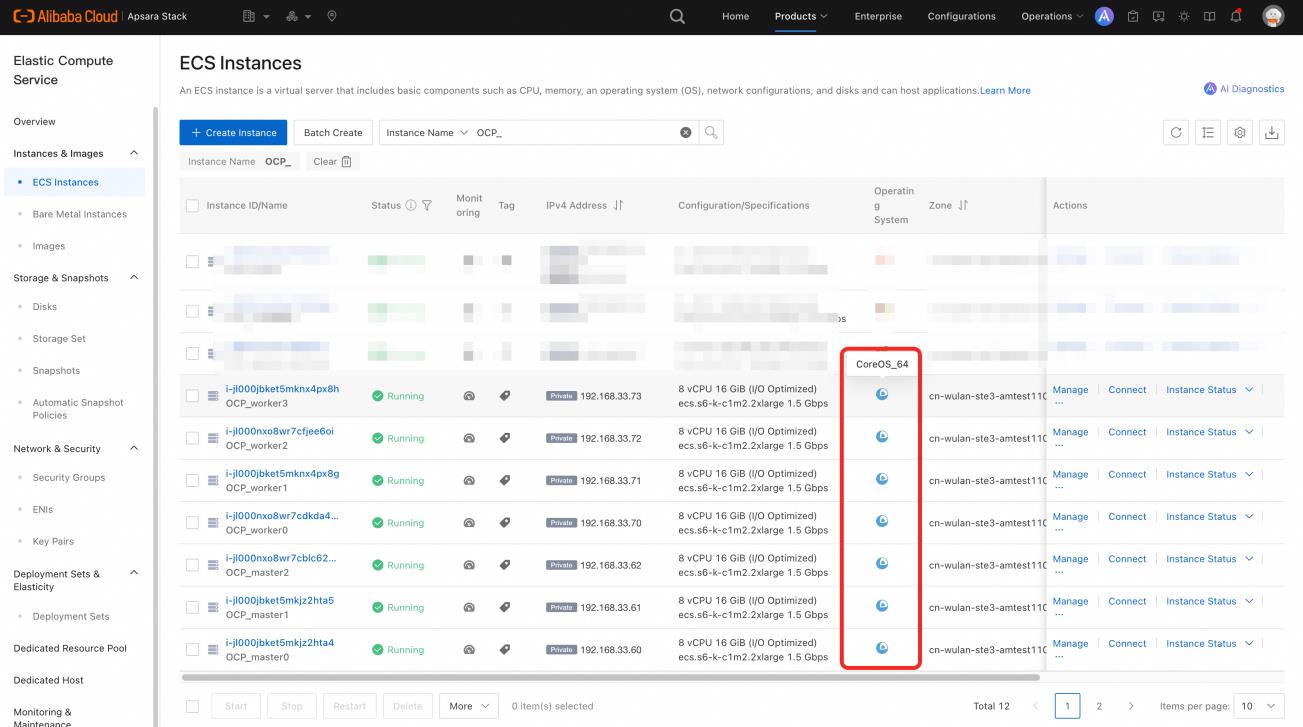 Alibaba Cloud | Apsara Stack
Home Products Enterprise Configurations Operations
Elastic Compute
Service
Overview
Instances & Images
ECS Instances
Bare Metal Instances
Images
Storage & Snapshots
Disks
Storage Set
Snapshots
Automatic Snapshot
Policies
Network & Security
Security Groups
ENIs
Key Pairs
Deployment Sets &
Elasticity
Deployment Sets
Dedicated Resource Pool
Dedicated Host
Monitoring &
Maintenance
ECS Instances
An ECS instance is a virtual server that includes basic components such as CPU, memory, an operating system (OS), network configurations, and disks and can host applications.Learn More
AI Diagnostics
+ Create Instance Batch Create Instance Name OCP_
Instance Name OCP_ Clear
Instance ID/Name Status Monit
oring Tag IPv4 Address Configuration/Specifications Operatin
g
System Zone Actions
CoreOS_64
i-jl000jbket5mknx4px8h Running Private 192.168.33.73 8 vCPU 16 GiB (I/O Optimized) cn-wulan-ste3-amtest110 Manage Connect Instance Status
OCP_worker3 ecs.s6-k-c1m2.2xlarge 1.5 Gbps ...
i-jl000nxo8wr7cfjee6oi Running Private 192.168.33.72 8 vCPU 16 GiB (I/O Optimized) cn-wulan-ste3-amtest110 Manage Connect Instance Status
OCP_worker2 ecs.s6-k-c1m2.2xlarge 1.5 Gbps ...
i-jl000jbket5mknx4px8g Running Private 192.168.33.71 8 vCPU 16 GiB (I/O Optimized) cn-wulan-ste3-amtest110 Manage Connect Instance Status
OCP_worker1 ecs.s6-k-c1m2.2xlarge 1.5 Gbps ...
i-jl000nxo8wr7cdkda4... Running Private 192.168.33.70 8 vCPU 16 GiB (I/O Optimized) cn-wulan-ste3-amtest110 Manage Connect Instance Status
OCP_worker0 ecs.s6-k-c1m2.2xlarge 1.5 Gbps ...
i-jl000nxo8wr7cblc62... Running Private 192.168.33.62 8 vCPU 16 GiB (I/O Optimized) cn-wulan-ste3-amtest110 Manage Connect Instance Status
OCP_master2 ecs.s6-k-c1m2.2xlarge 1.5 Gbps ...
i-jl000jbket5mkjz2hta5 Running Private 192.168.33.61 8 vCPU 16 GiB (I/O Optimized) cn-wulan-ste3-amtest110 Manage Connect Instance Status
OCP_master1 ecs.s6-k-c1m2.2xlarge 1.5 Gbps ...
i-jl000jbket5mkjz2hta4 Running Private 192.168.33.60 8 vCPU 16 GiB (I/O Optimized) cn-wulan-ste3-amtest110 Manage Connect Instance Status
OCP_master0 ecs.s6-k-c1m2.2xlarge 1.5 Gbps ...
Start Stop Restart Delete More 0 item(s) selected Total 12 1 2 Items per page: 10